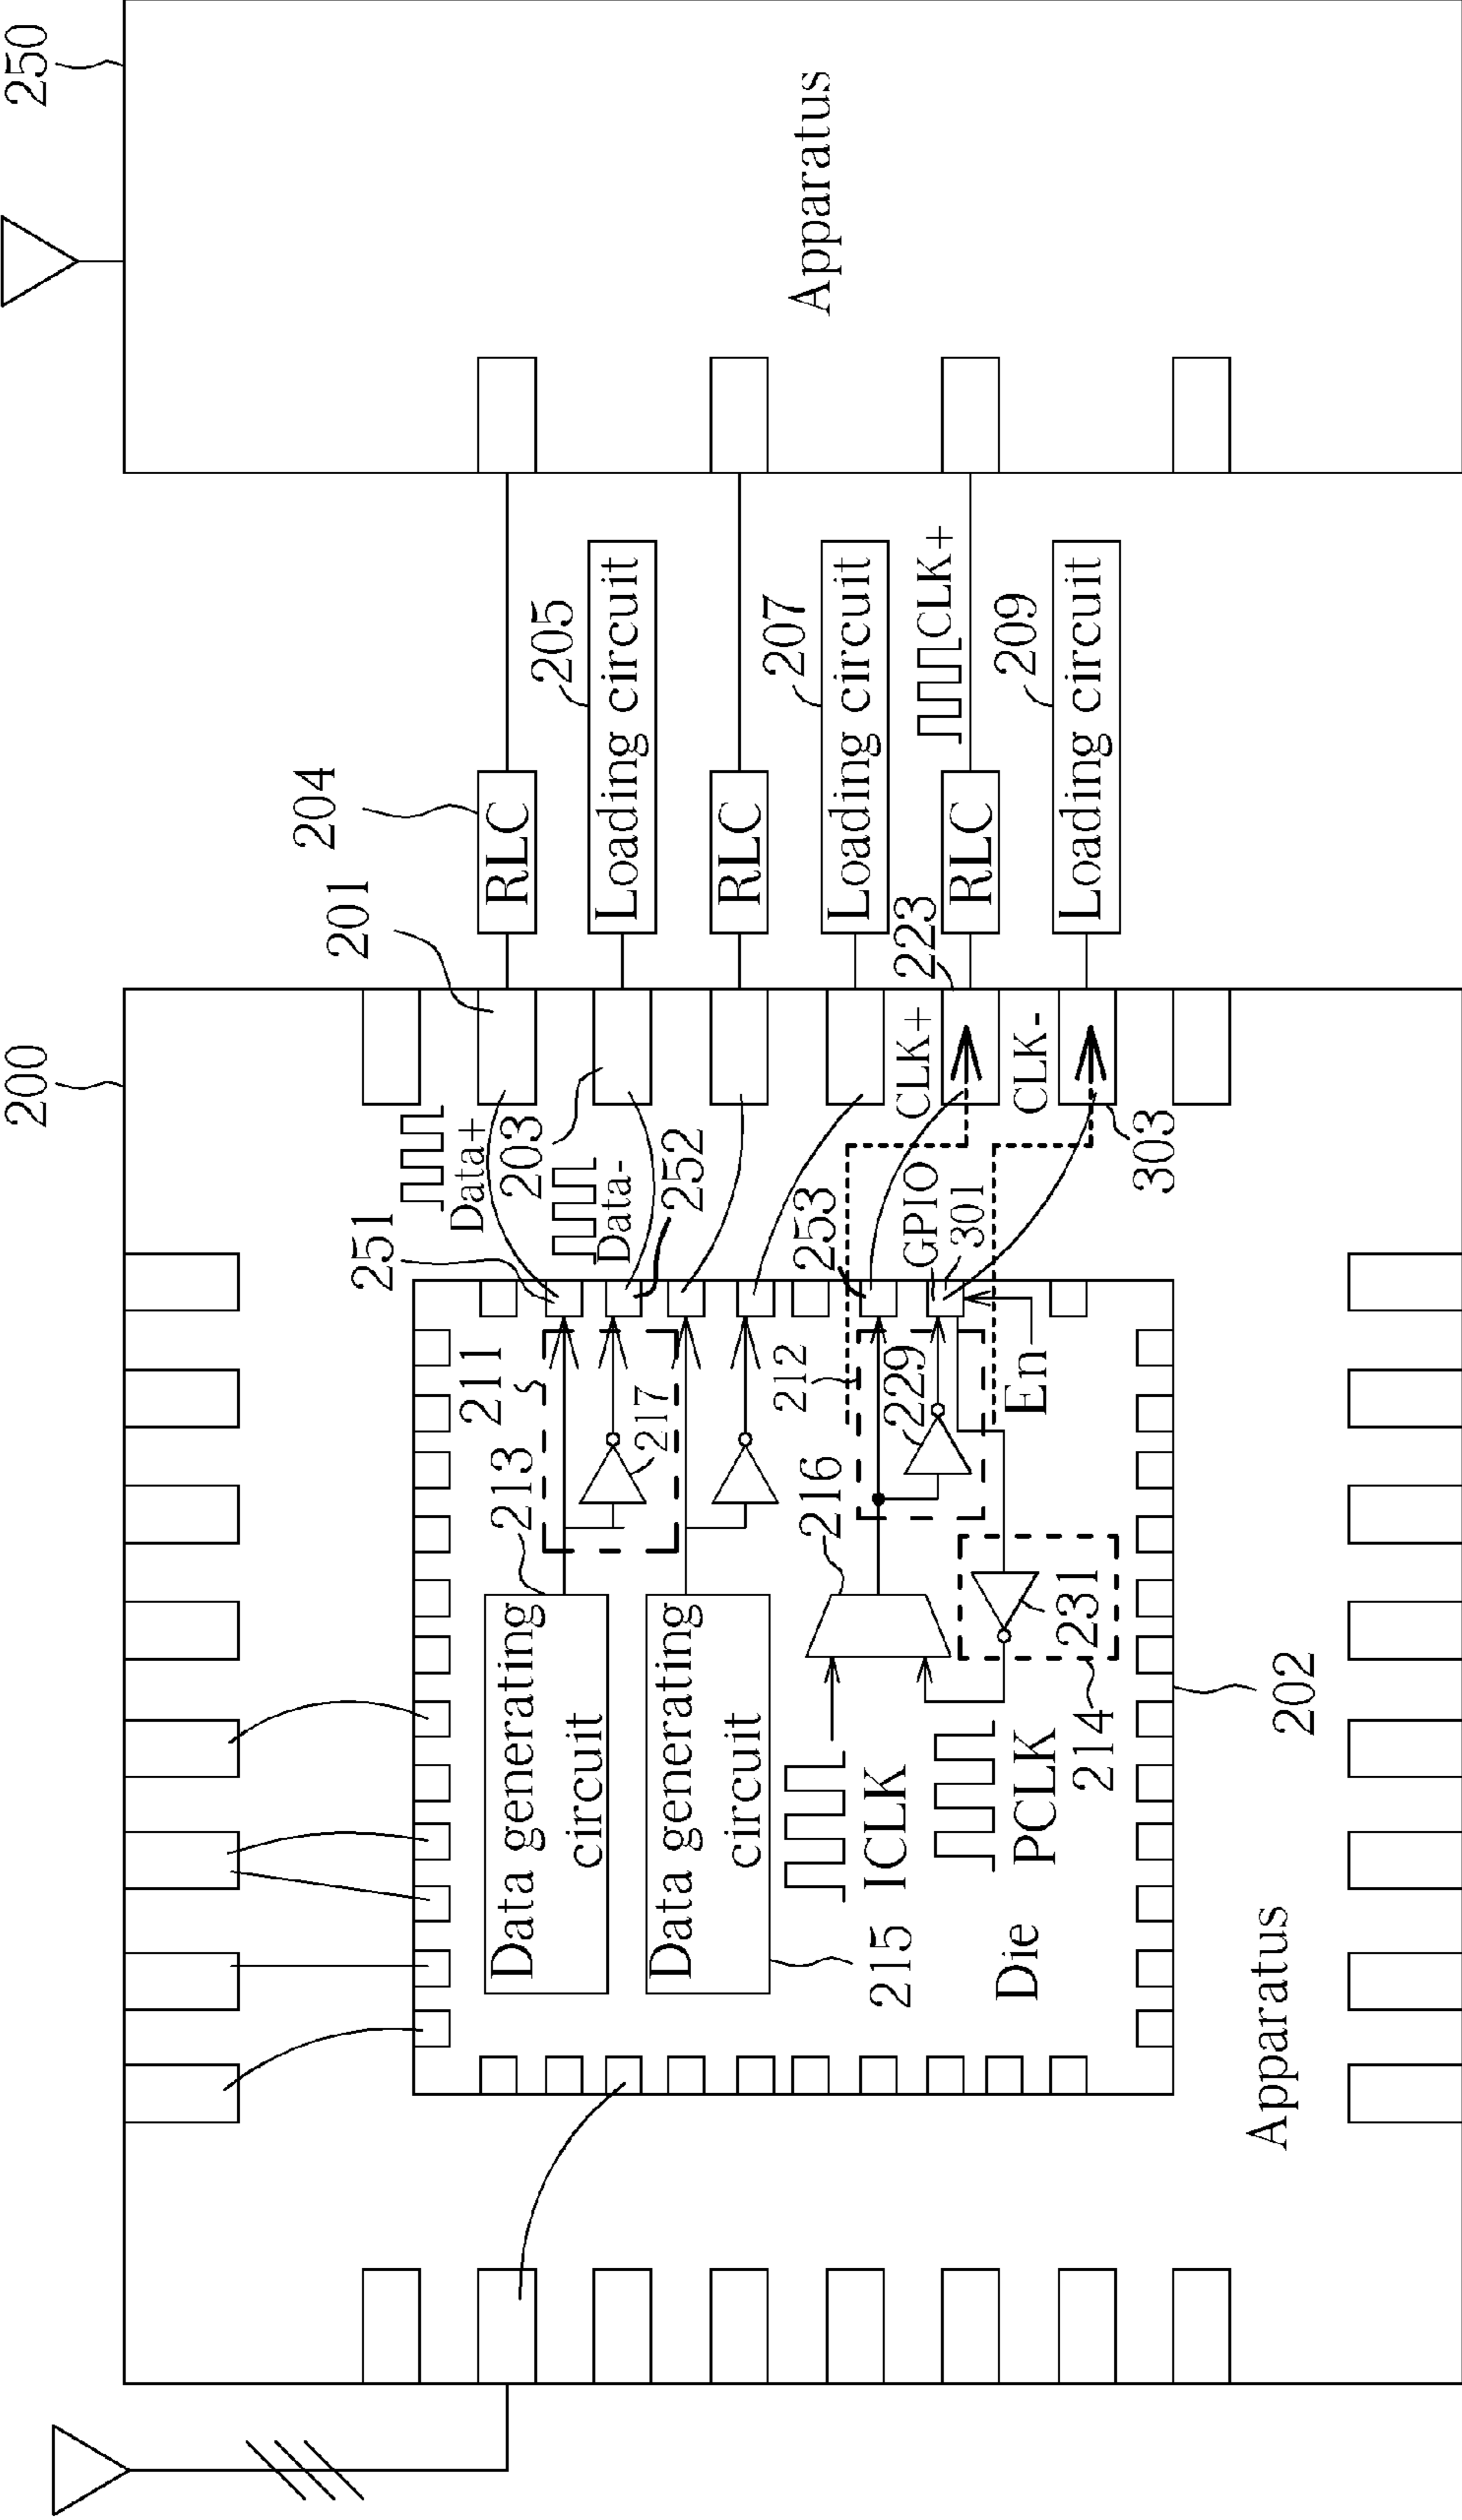 200
250
204
201
205
207
209
RLC
Loading circuit
RLC
Loading circuit
CLK+
RLC
Loading circuit
223
251
Data+
203
Data-
252
253
CLK+
GPIO
301
CLK-
303
211
213
217
212
229
En
216
231
214
202
Data generating
circuit
Data generating
circuit
215
ICLK
PCLK
Die
Apparatus
Apparatus